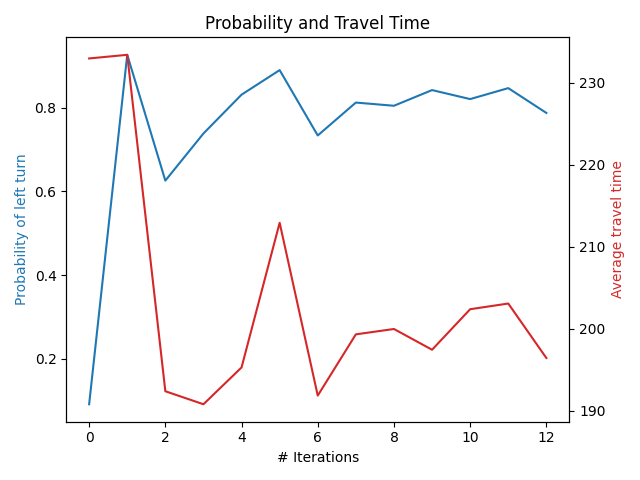 Probability and Travel Time
Probability of left turn
0.8
0.6
0.4
0.2
230
220
210
200
190
Average travel time
0 2 4 6 8 10 12
# Iterations